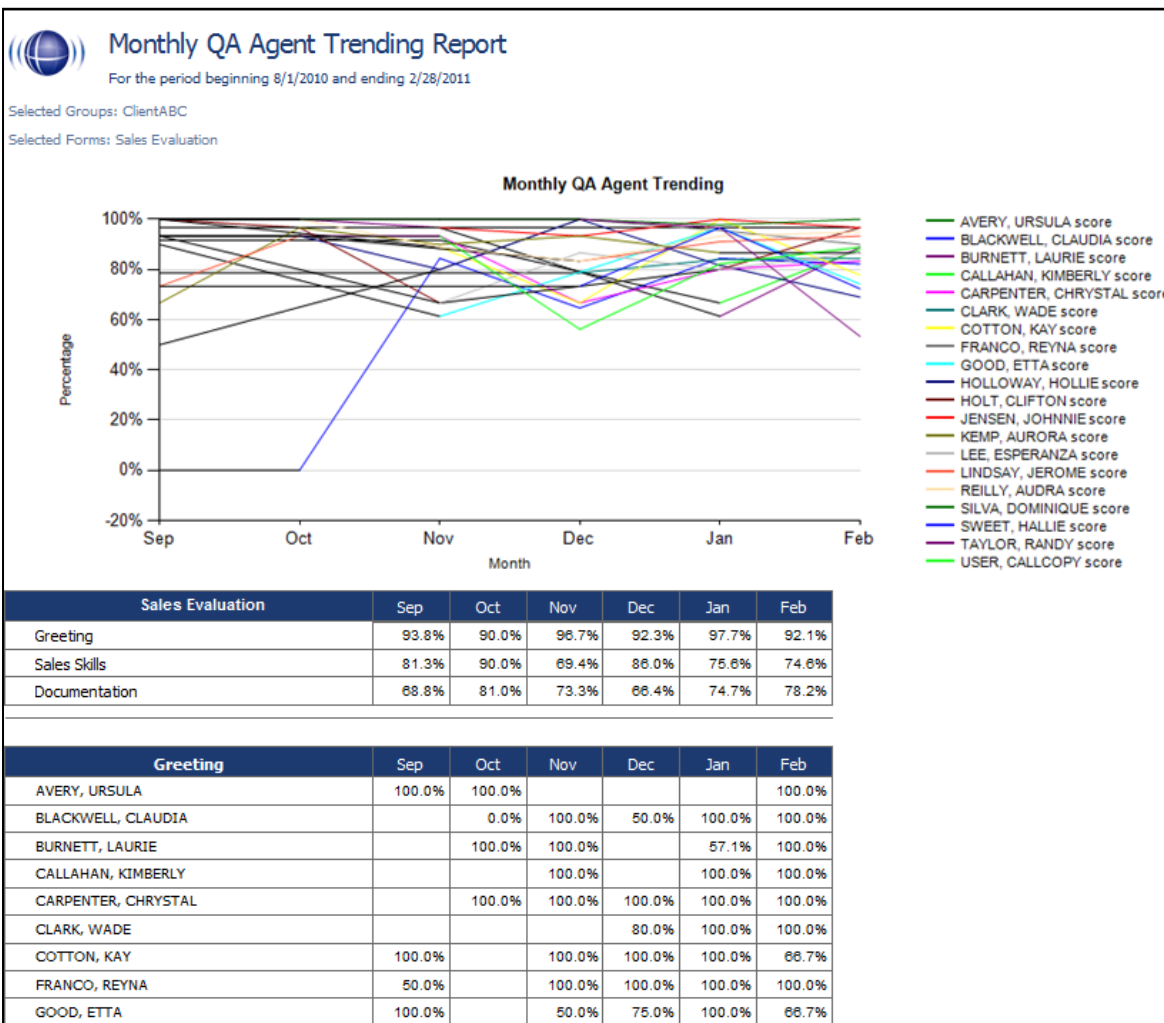 Monthly QA Agent Trending Report
For the period beginning 8/1/2010 and ending 2/28/2011
Selected Groups: ClientABC
Selected Forms: Sales Evaluation
Monthly QA Agent Trending
100%
80%
60%
40%
20%
0%
-20%
Percentage
Sep Oct Nov Dec Jan Feb
Month
AVERY, URSULA score
BLACKWELL, CLAUDIA score
BURNETT, LAURIE score
CALLAHAN, KIMBERLY score
CARPENTER, CHRYSTAL score
CLARK, WADE score
COTTON, KAY score
FRANCO, REYNA score
GOOD, ETTA score
HOLLOWAY, HOLLIE score
HOLT, CLIFTON score
JENSEN, JOHNNIE score
KEMP, AURORA score
LEE, ESPERANZA score
LINDSAY, JEROME score
REILLY, AUDRA score
SILVA, DOMINIQUE score
SWEET, HALLIE score
TAYLOR, RANDY score
USER, CALLCOPY score
Sales Evaluation Sep Oct Nov Dec Jan Feb
Greeting 93.8% 90.0% 96.7% 92.3% 97.7% 92.1%
Sales Skills 81.3% 90.0% 69.4% 86.0% 75.6% 74.6%
Documentation 68.8% 81.0% 73.3% 66.4% 74.7% 78.2%
Greeting Sep Oct Nov Dec Jan Feb
AVERY, URSULA 100.0% 100.0% 100.0%
BLACKWELL, CLAUDIA 0.0% 100.0% 50.0% 100.0% 100.0%
BURNETT, LAURIE 100.0% 100.0% 57.1% 100.0%
CALLAHAN, KIMBERLY 100.0% 100.0% 100.0%
CARPENTER, CHRYSTAL 100.0% 100.0% 100.0% 100.0% 100.0%
CLARK, WADE 80.0% 100.0% 100.0%
COTTON, KAY 100.0% 100.0% 100.0% 100.0% 66.7%
FRANCO, REYNA 50.0% 100.0% 100.0% 100.0% 100.0%
GOOD, ETTA 100.0% 50.0% 75.0% 100.0% 66.7%